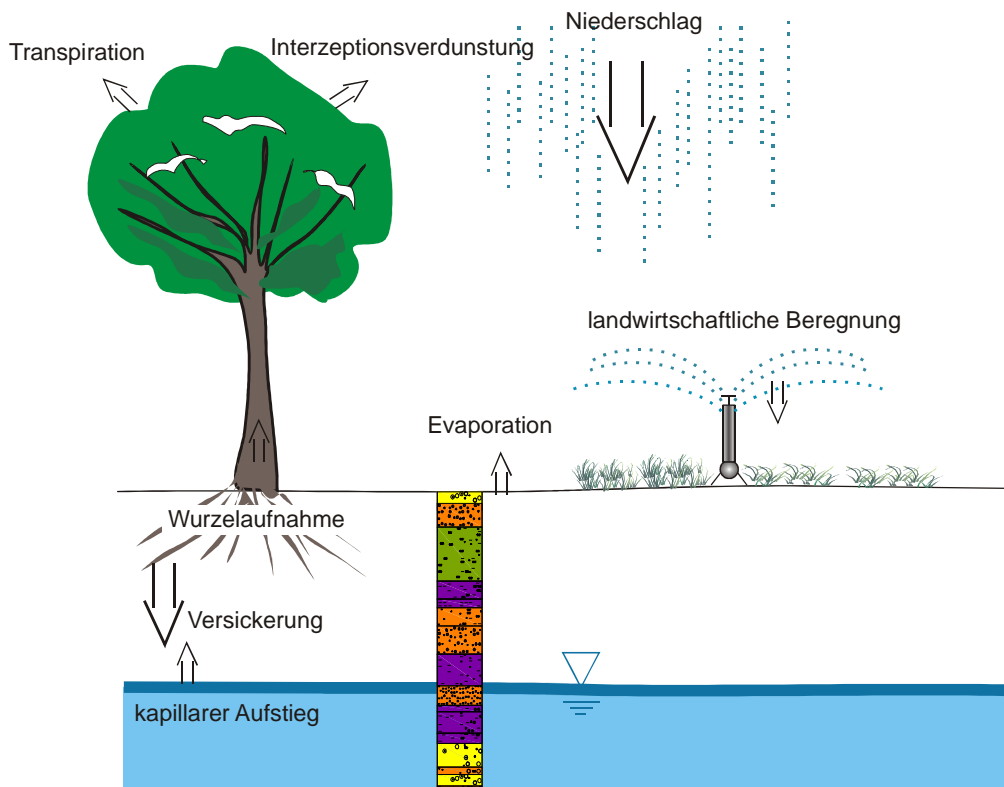 Niederschlag
Transpiration
Interzeptionsverdunstung
landwirtschaftliche Beregnung
Evaporation
Wurzelaufnahme
Versickerung
kapillarer Aufstieg